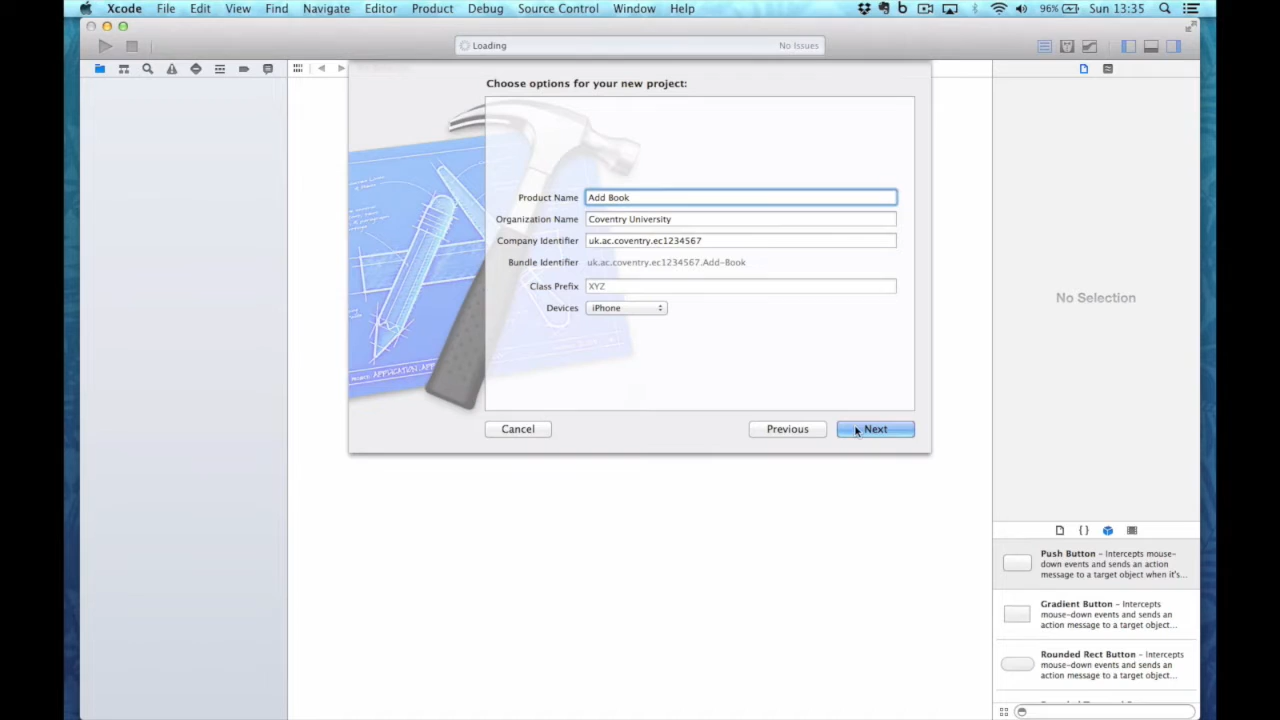 Xcode File Edit View Find Navigate Editor Product Debug Source Control Window Help 96% Sun 13:35
Loading No Issues
Choose options for your new project:
Product Name Add Book
Organization Name Coventry University
Company Identifier uk.ac.coventry.ec1234567
Bundle Identifier uk.ac.coventry.ec1234567.Add-Book
Class Prefix XYZ
Devices iPhone
Cancel Previous Next
No Selection
{ }
Push Button - Intercepts mouse-
down events and sends an action
message to a target object when it's...
Gradient Button - Intercepts
mouse-down events and sends an
action message to a target object...
Rounded Rect Button - Intercepts
mouse-down events and sends an
action message to a target object...